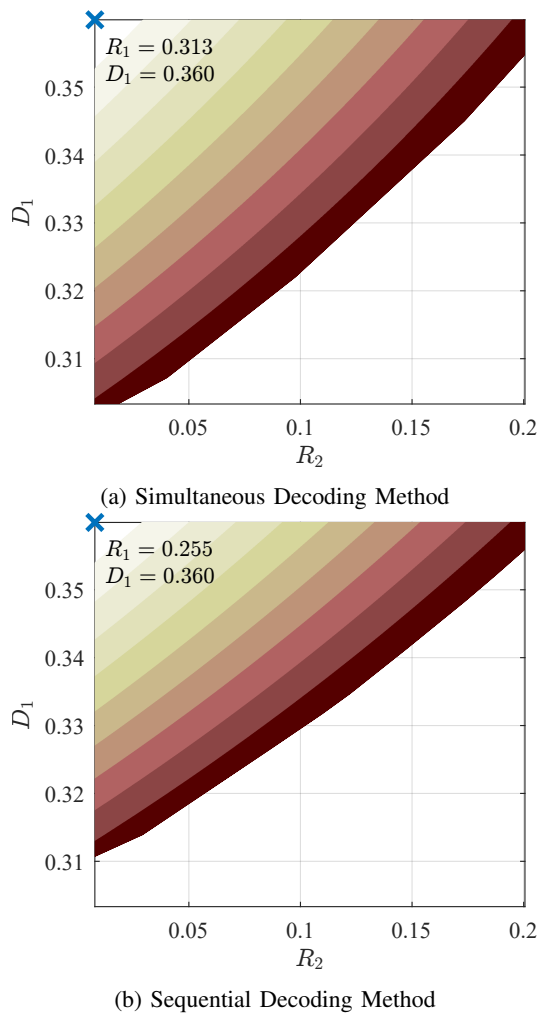 R₁ = 0.313
D₁ = 0.360
0.35
0.34
0.33
0.32
0.31
D₁
0.05 0.1 0.15 0.2
R₂
(a) Simultaneous Decoding Method
R₁ = 0.255
D₁ = 0.360
0.35
0.34
0.33
0.32
0.31
D₁
0.05 0.1 0.15 0.2
R₂
(b) Sequential Decoding Method